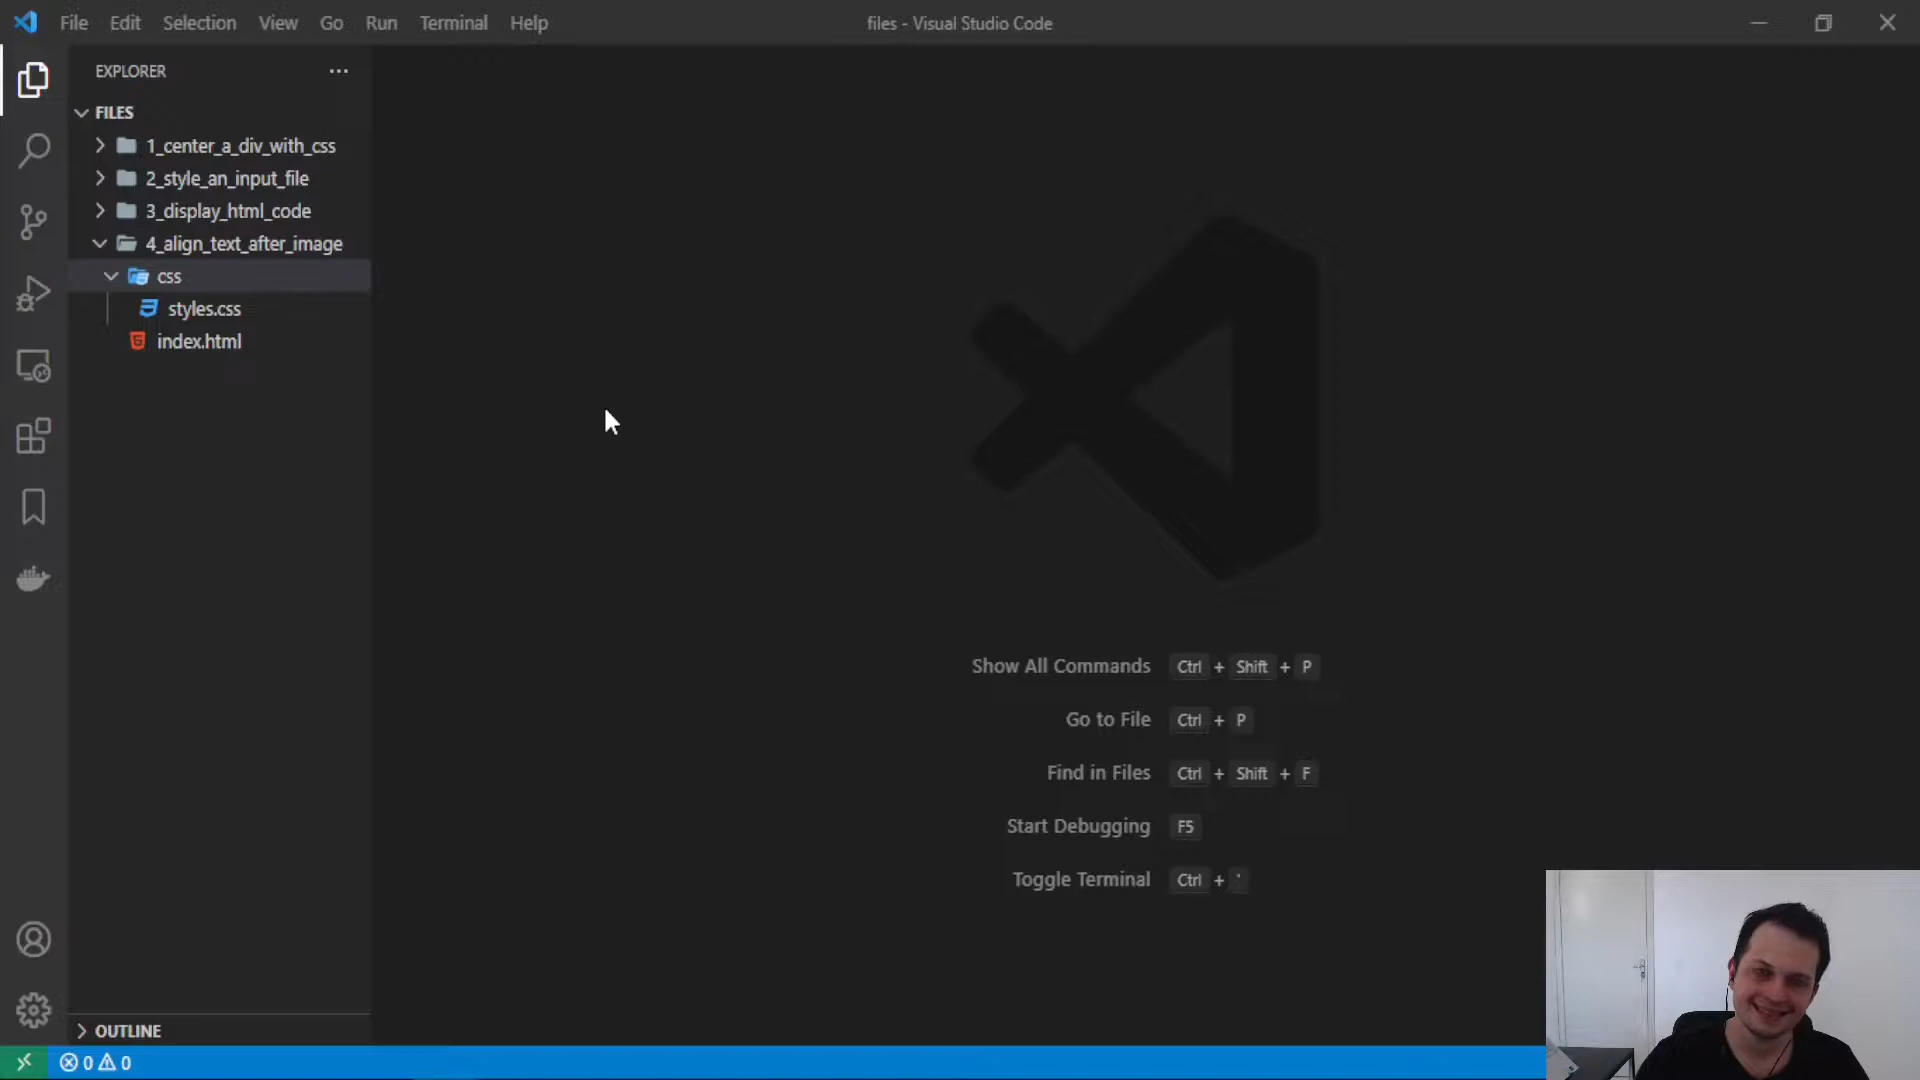 File Edit Selection View Go Run Terminal Help
files - Visual Studio Code
EXPLORER
FILES
1_center_a_div_with_css
2_style_an_input_file
3_display_html_code
4_align_text_after_image
css
styles.css
index.html
Show All Commands Ctrl + Shift + P
Go to File Ctrl + P
Find in Files Ctrl + Shift + F
Start Debugging F5
Toggle Terminal Ctrl + '
OUTLINE
0 0